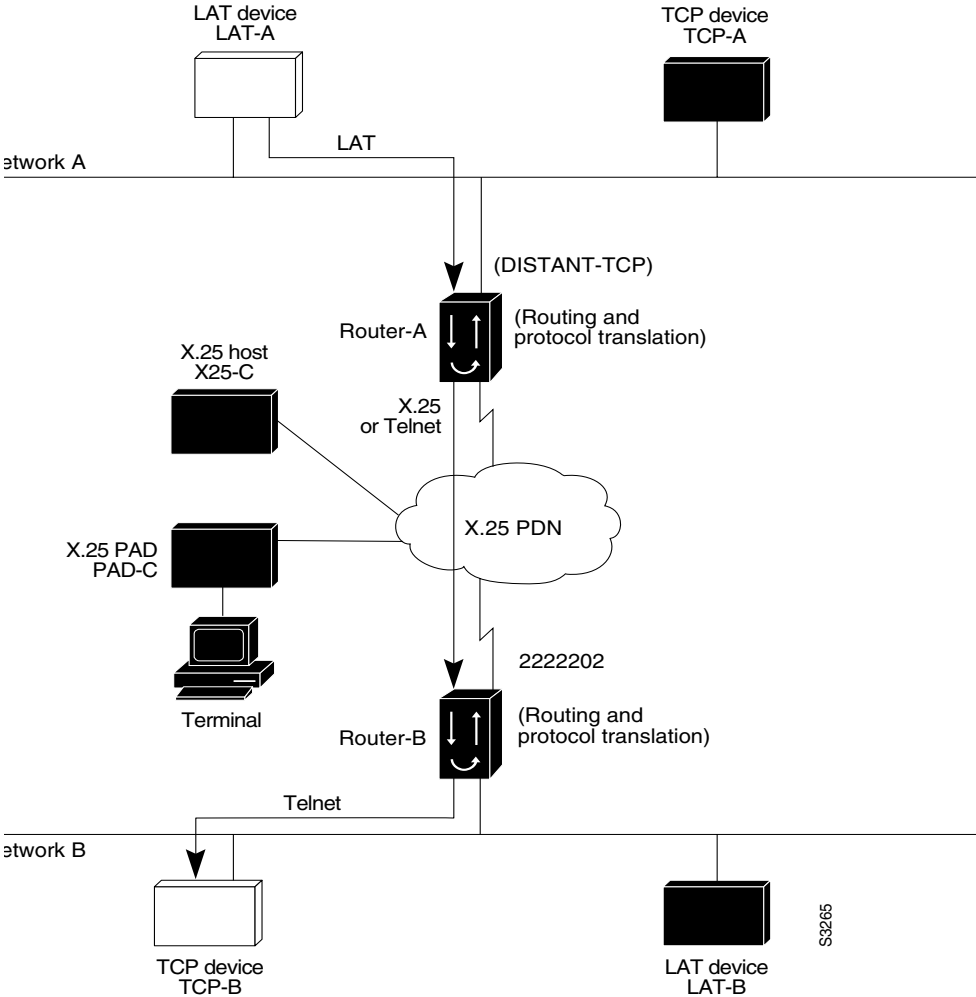 LAT device
LAT-A
TCP device
TCP-A
LAT
etwork A
(DISTANT-TCP)
Router-A
(Routing and
protocol translation)
X.25 host
X25-C
X.25
or Telnet
X.25 PDN
X.25 PAD
PAD-C
2222202
Terminal
Router-B
(Routing and
protocol translation)
Telnet
etwork B
TCP device
TCP-B
LAT device
LAT-B
S3265